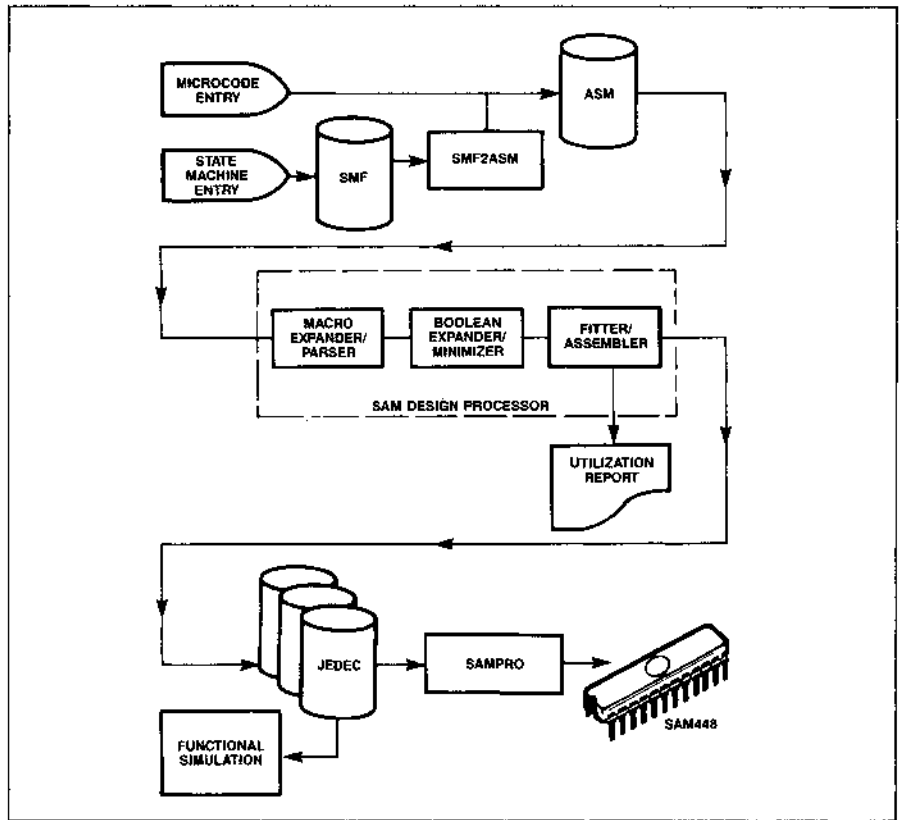 MICROCODE
ENTRY
ASM
STATE
MACHINE
ENTRY
SMF
SMF2ASM
MACRO
EXPANDER/
PARSER
BOOLEAN
EXPANDER/
MINIMIZER
FITTER/
ASSEMBLER
SAM DESIGN PROCESSOR
UTILIZATION
REPORT
JEDEC
SAMPRO
SAM448
FUNCTIONAL
SIMULATION